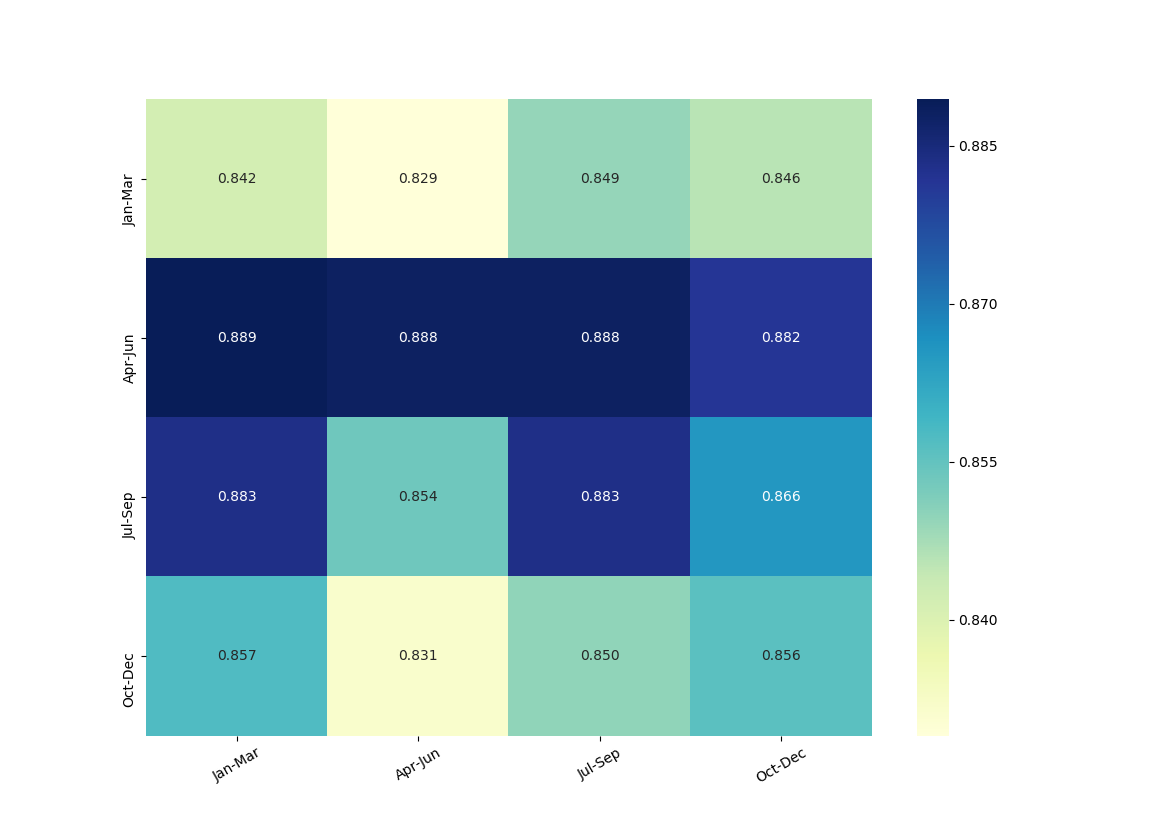 Jan-Mar 0.842 0.829 0.849 0.846
Apr-Jun 0.889 0.888 0.888 0.882
Jul-Sep 0.883 0.854 0.883 0.866
Oct-Dec 0.857 0.831 0.850 0.856
Jan-Mar Apr-Jun Jul-Sep Oct-Dec
0.885
0.870
0.855
0.840